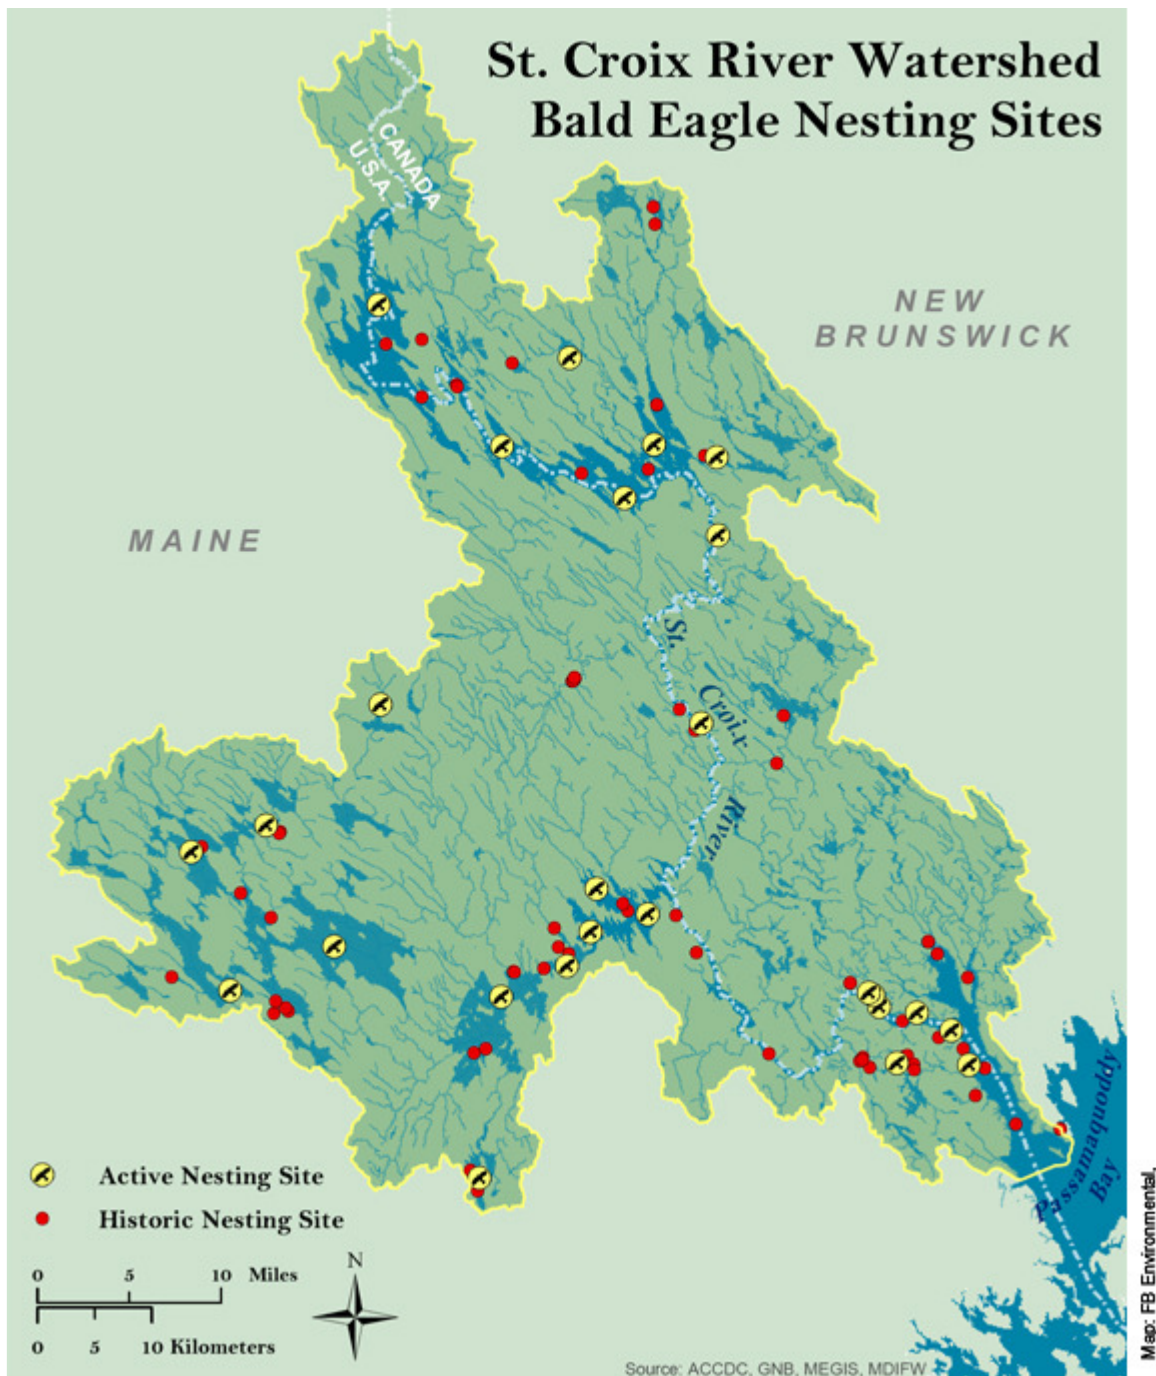 St. Croix River Watershed
Bald Eagle Nesting Sites
CANADA
U.S.A.
NEW
BRUNSWICK
MAINE
St.
Croix
River
Passamaquoddy
Bay
Active Nesting Site
Historic Nesting Site
0 5 10 Miles
0 5 10 Kilometers
N
Source: ACCDC, GNB, MEGIS, MDIFW
Map: FB Environmental,